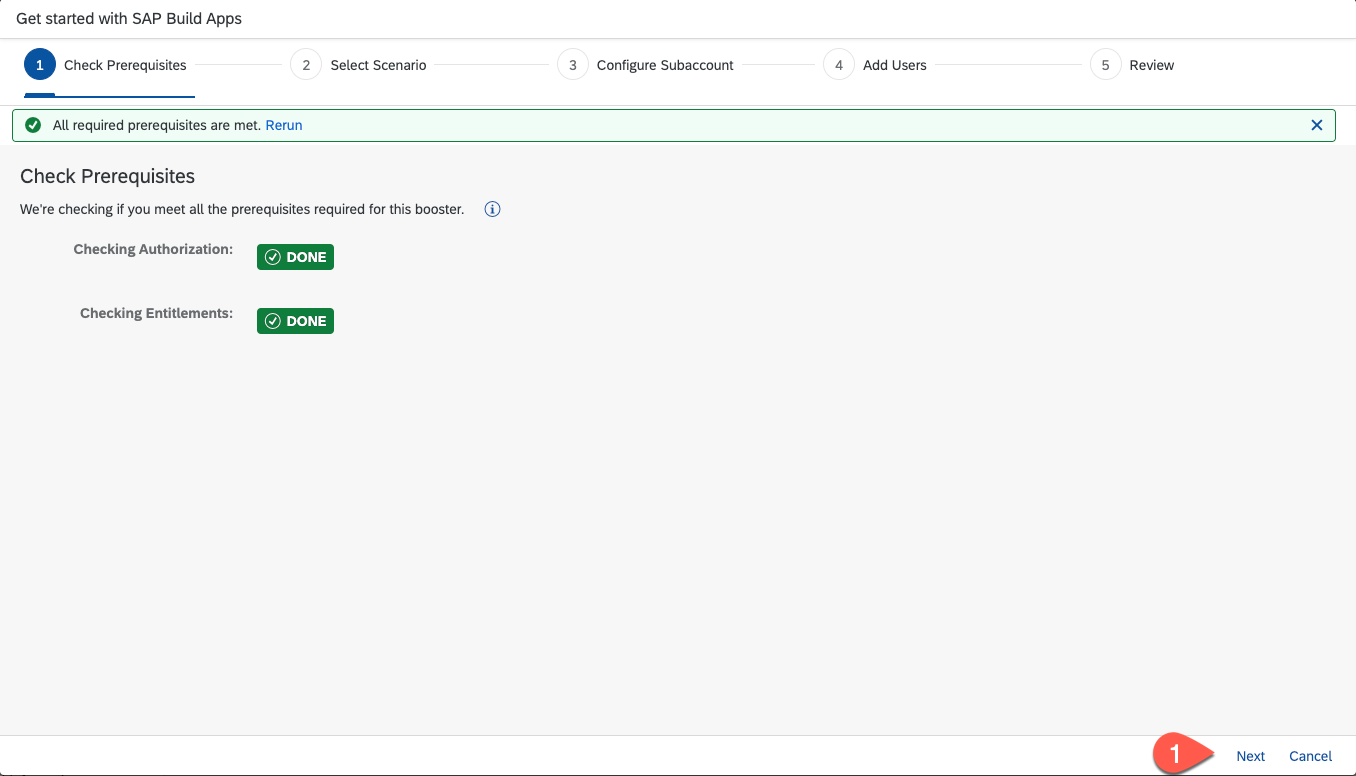 Get started with SAP Build Apps
1 Check Prerequisites 2 Select Scenario 3 Configure Subaccount 4 Add Users 5 Review
All required prerequisites are met. Rerun
Check Prerequisites
We're checking if you meet all the prerequisites required for this booster.
Checking Authorization: DONE
Checking Entitlements: DONE
1 Next Cancel